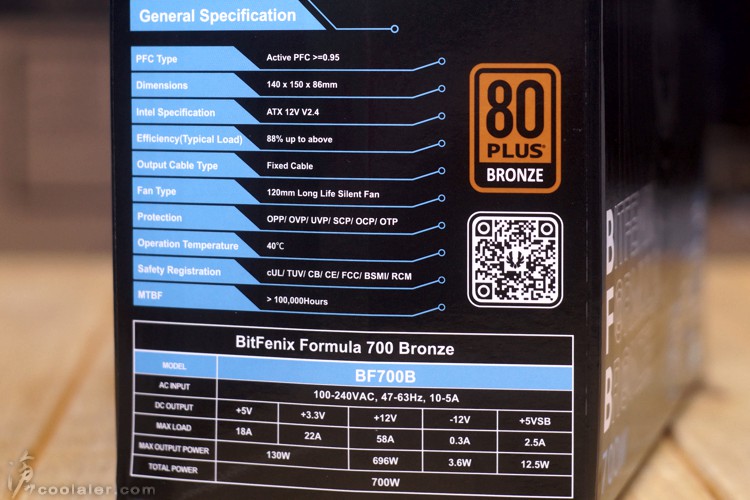 General Specification
PFC Type Active PFC >=0.95
Dimensions 140 x 150 x 86mm
Intel Specification ATX 12V V2.4
Efficiency(Typical Load) 88% up to above
Output Cable Type Fixed Cable
Fan Type 120mm Long Life Silent Fan
Protection OPP/ OVP/ UVP/ SCP/ OCP/ OTP
Operation Temperature 40℃
Safety Registration cUL/ TUV/ CB/ CE/ FCC/ BSMI/ RCM
MTBF > 100,000Hours
80
PLUS
BRONZE
BitFenix Formula 700 Bronze
MODEL BF700B
AC INPUT 100-240VAC, 47-63Hz, 10-5A
DC OUTPUT +5V +3.3V +12V -12V +5VSB
MAX LOAD 18A 22A 58A 0.3A 2.5A
MAX OUTPUT POWER 130W 696W 3.6W 12.5W
TOTAL POWER 700W
700W
滄 coolaler.com